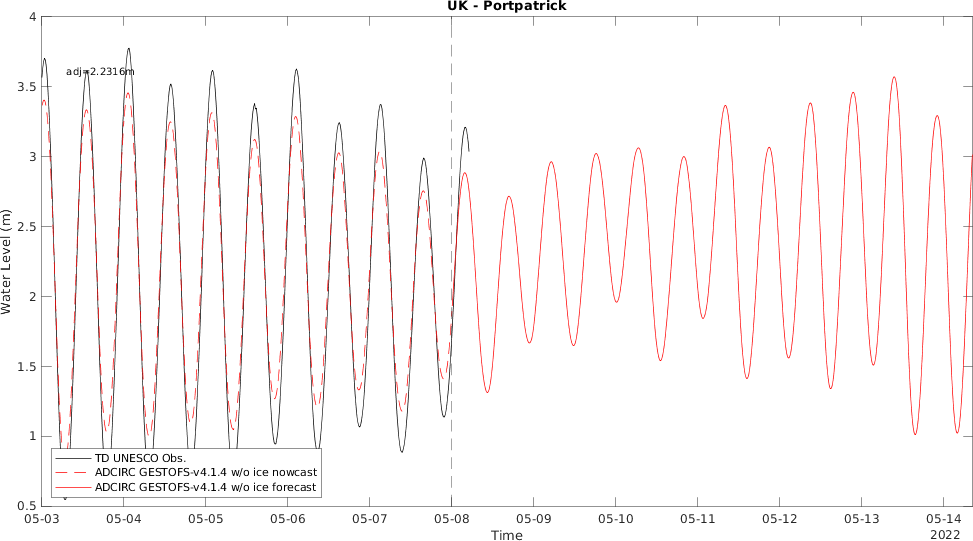 UK - Portpatrick
adj=2.2316m
Water Level (m)
4
3.5
3
2.5
2
1.5
1
0.5
TD UNESCO Obs.
ADCIRC GESTOFS-v4.1.4 w/o ice nowcast
ADCIRC GESTOFS-v4.1.4 w/o ice forecast
05-03 05-04 05-05 05-06 05-07 05-08 05-09 05-10 05-11 05-12 05-13 05-14
Time
2022